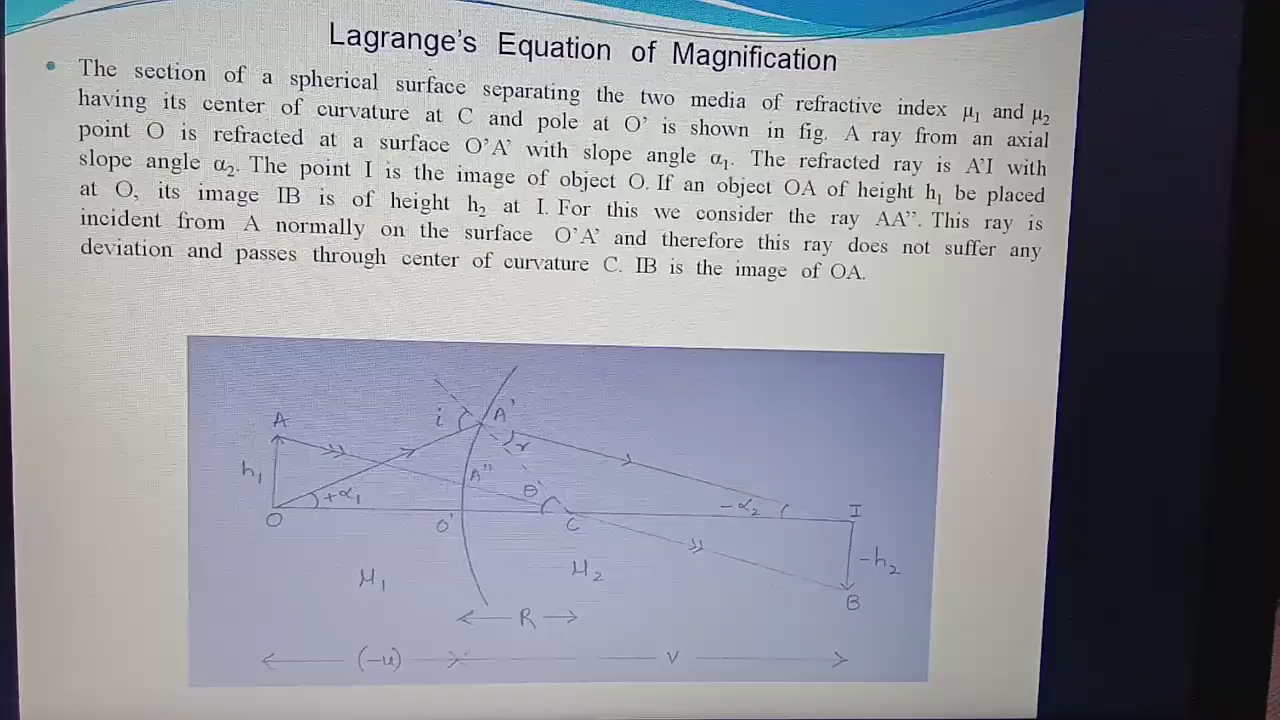 Lagrange's Equation of Magnification
• The section of a spherical surface separating the two media of refractive index μ₁ and μ₂
having its center of curvature at C and pole at O' is shown in fig. A ray from an axial
point O is refracted at a surface O'A' with slope angle α₁. The refracted ray is A'I with
slope angle α₂. The point I is the image of object O. If an object OA of height h₁ be placed
at O, its image IB is of height h₂ at I. For this we consider the ray AA". This ray is
incident from A normally on the surface O'A' and therefore this ray does not suffer any
deviation and passes through center of curvature C. IB is the image of OA.
A
i
A'
r
h₁
A"
θ
+α₁
-α₂
I
O
O'
C
-h₂
μ₁
μ₂
B
R
(-u)
v